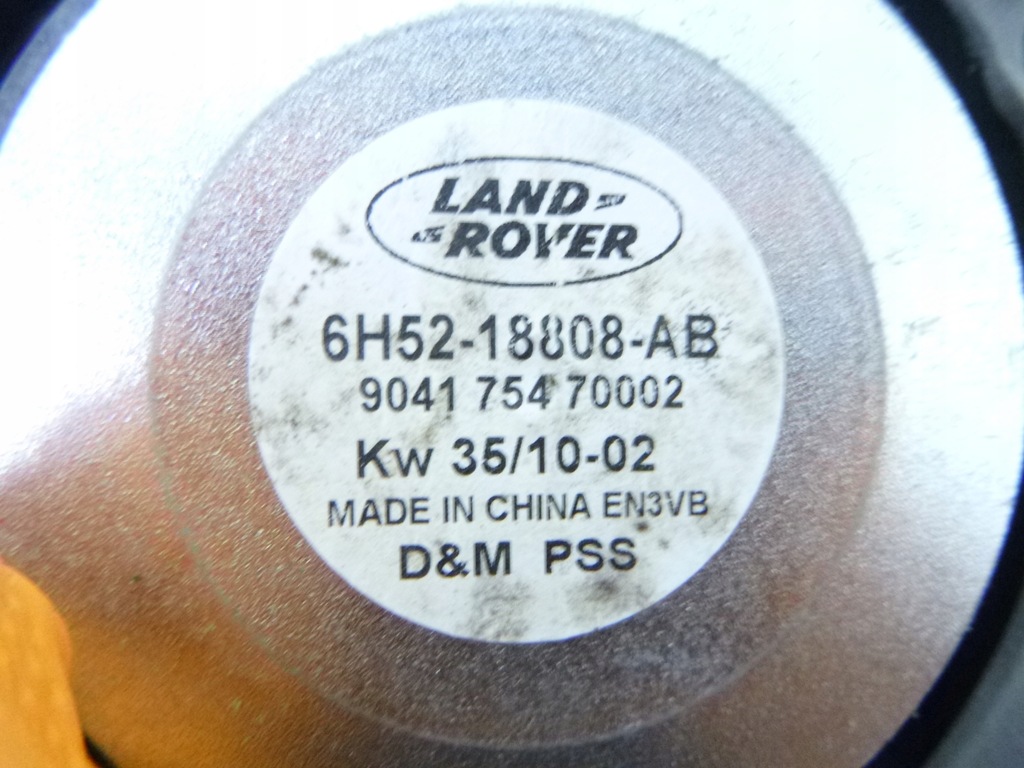 LAND
ROVER
6H52-18808-AB
9041 754 70002
Kw 35/10-02
MADE IN CHINA EN3VB
D&M PSS